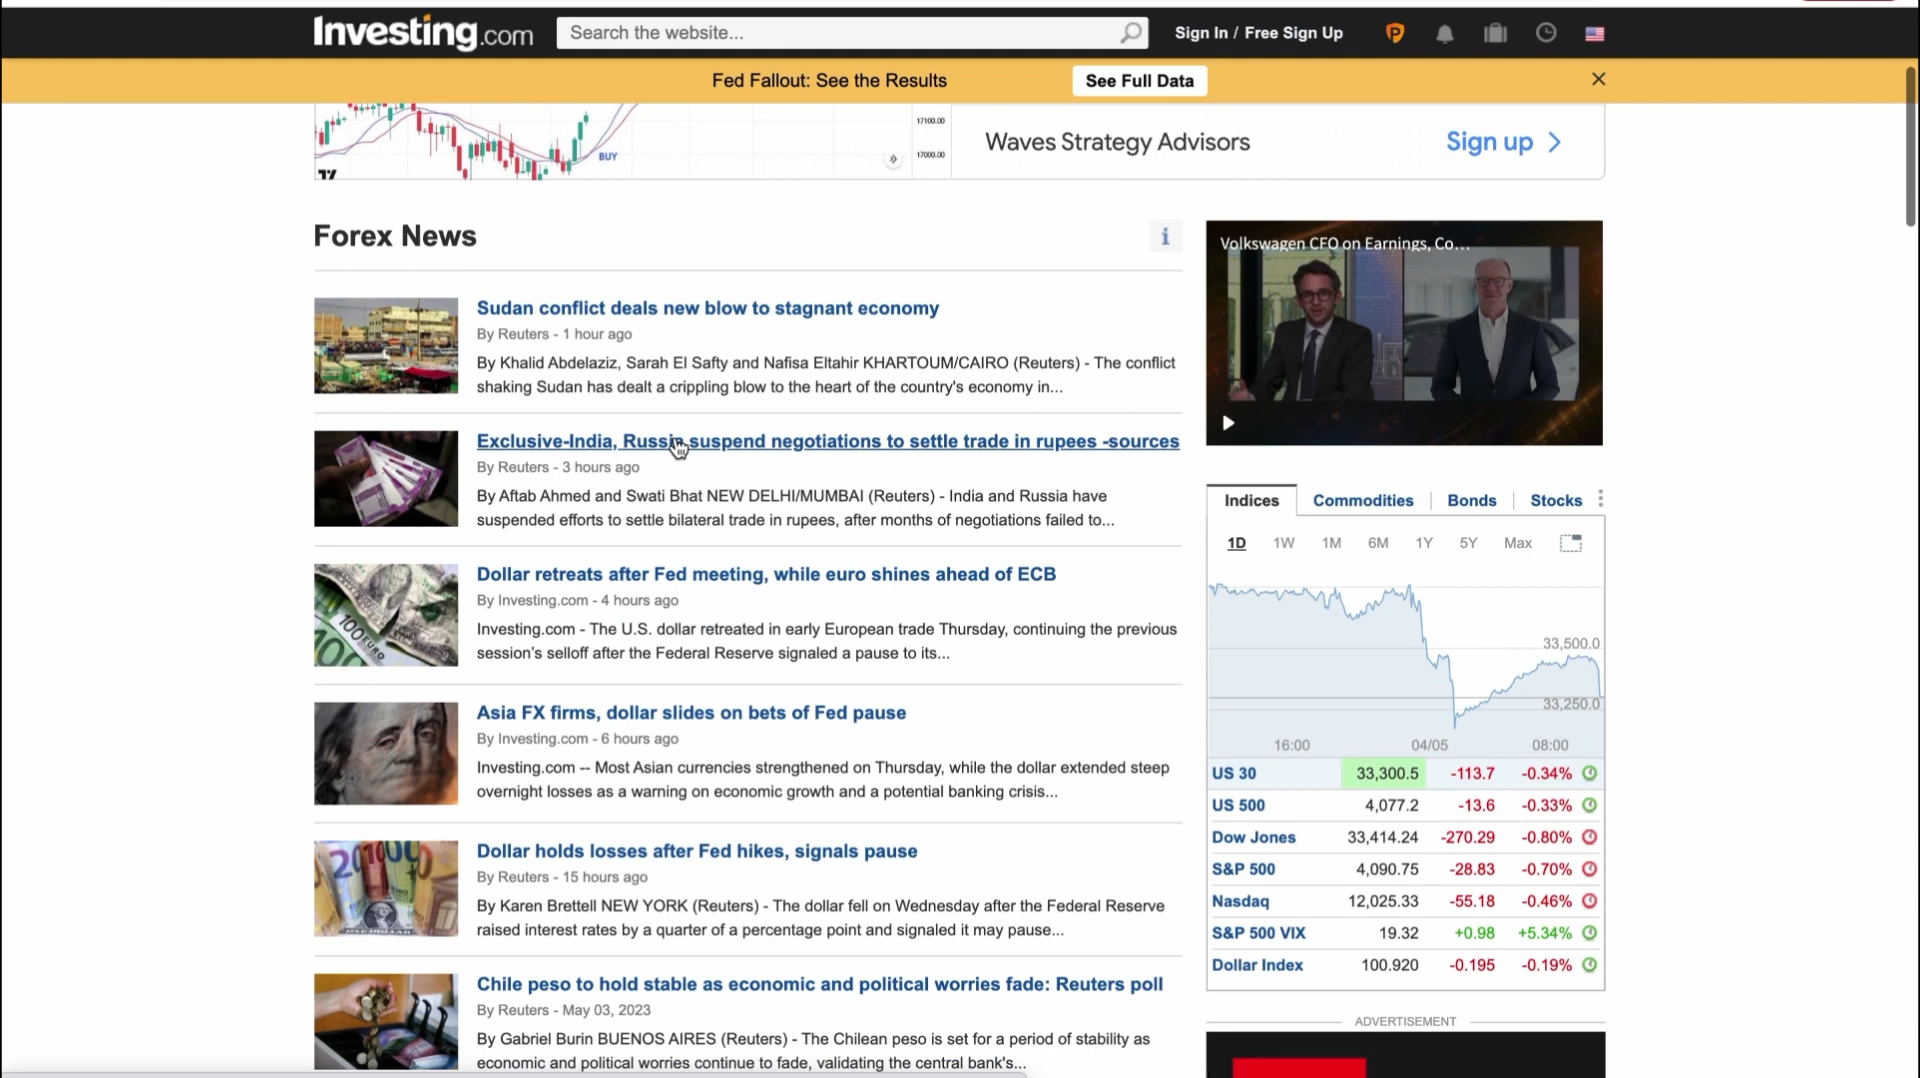 Investing.com
Search the website...
Sign In / Free Sign Up
Fed Fallout: See the Results
See Full Data
17100.00
17000.00
BUY
Waves Strategy Advisors
Sign up
Forex News
Sudan conflict deals new blow to stagnant economy
By Reuters - 1 hour ago
By Khalid Abdelaziz, Sarah El Safty and Nafisa Eltahir KHARTOUM/CAIRO (Reuters) - The conflict
shaking Sudan has dealt a crippling blow to the heart of the country's economy in...
Exclusive-India, Russia suspend negotiations to settle trade in rupees -sources
By Reuters - 3 hours ago
By Aftab Ahmed and Swati Bhat NEW DELHI/MUMBAI (Reuters) - India and Russia have
suspended efforts to settle bilateral trade in rupees, after months of negotiations failed to...
Dollar retreats after Fed meeting, while euro shines ahead of ECB
By Investing.com - 4 hours ago
Investing.com - The U.S. dollar retreated in early European trade Thursday, continuing the previous
session’s selloff after the Federal Reserve signaled a pause to its...
Asia FX firms, dollar slides on bets of Fed pause
By Investing.com - 6 hours ago
Investing.com -- Most Asian currencies strengthened on Thursday, while the dollar extended steep
overnight losses as a warning on economic growth and a potential banking crisis...
Dollar holds losses after Fed hikes, signals pause
By Reuters - 15 hours ago
By Karen Brettell NEW YORK (Reuters) - The dollar fell on Wednesday after the Federal Reserve
raised interest rates by a quarter of a percentage point and signaled it may pause...
Chile peso to hold stable as economic and political worries fade: Reuters poll
By Reuters - May 03, 2023
By Gabriel Burin BUENOS AIRES (Reuters) - The Chilean peso is set for a period of stability as
economic and political worries continue to fade, validating the central bank's...
Volkswagen CFO on Earnings, Co...
Indices Commodities Bonds Stocks
1D 1W 1M 6M 1Y 5Y Max
33,500.0
33,250.0
16:00 04/05 08:00
US 30 33,300.5 -113.7 -0.34%
US 500 4,077.2 -13.6 -0.33%
Dow Jones 33,414.24 -270.29 -0.80%
S&P 500 4,090.75 -28.83 -0.70%
Nasdaq 12,025.33 -55.18 -0.46%
S&P 500 VIX 19.32 +0.98 +5.34%
Dollar Index 100.920 -0.195 -0.19%
ADVERTISEMENT